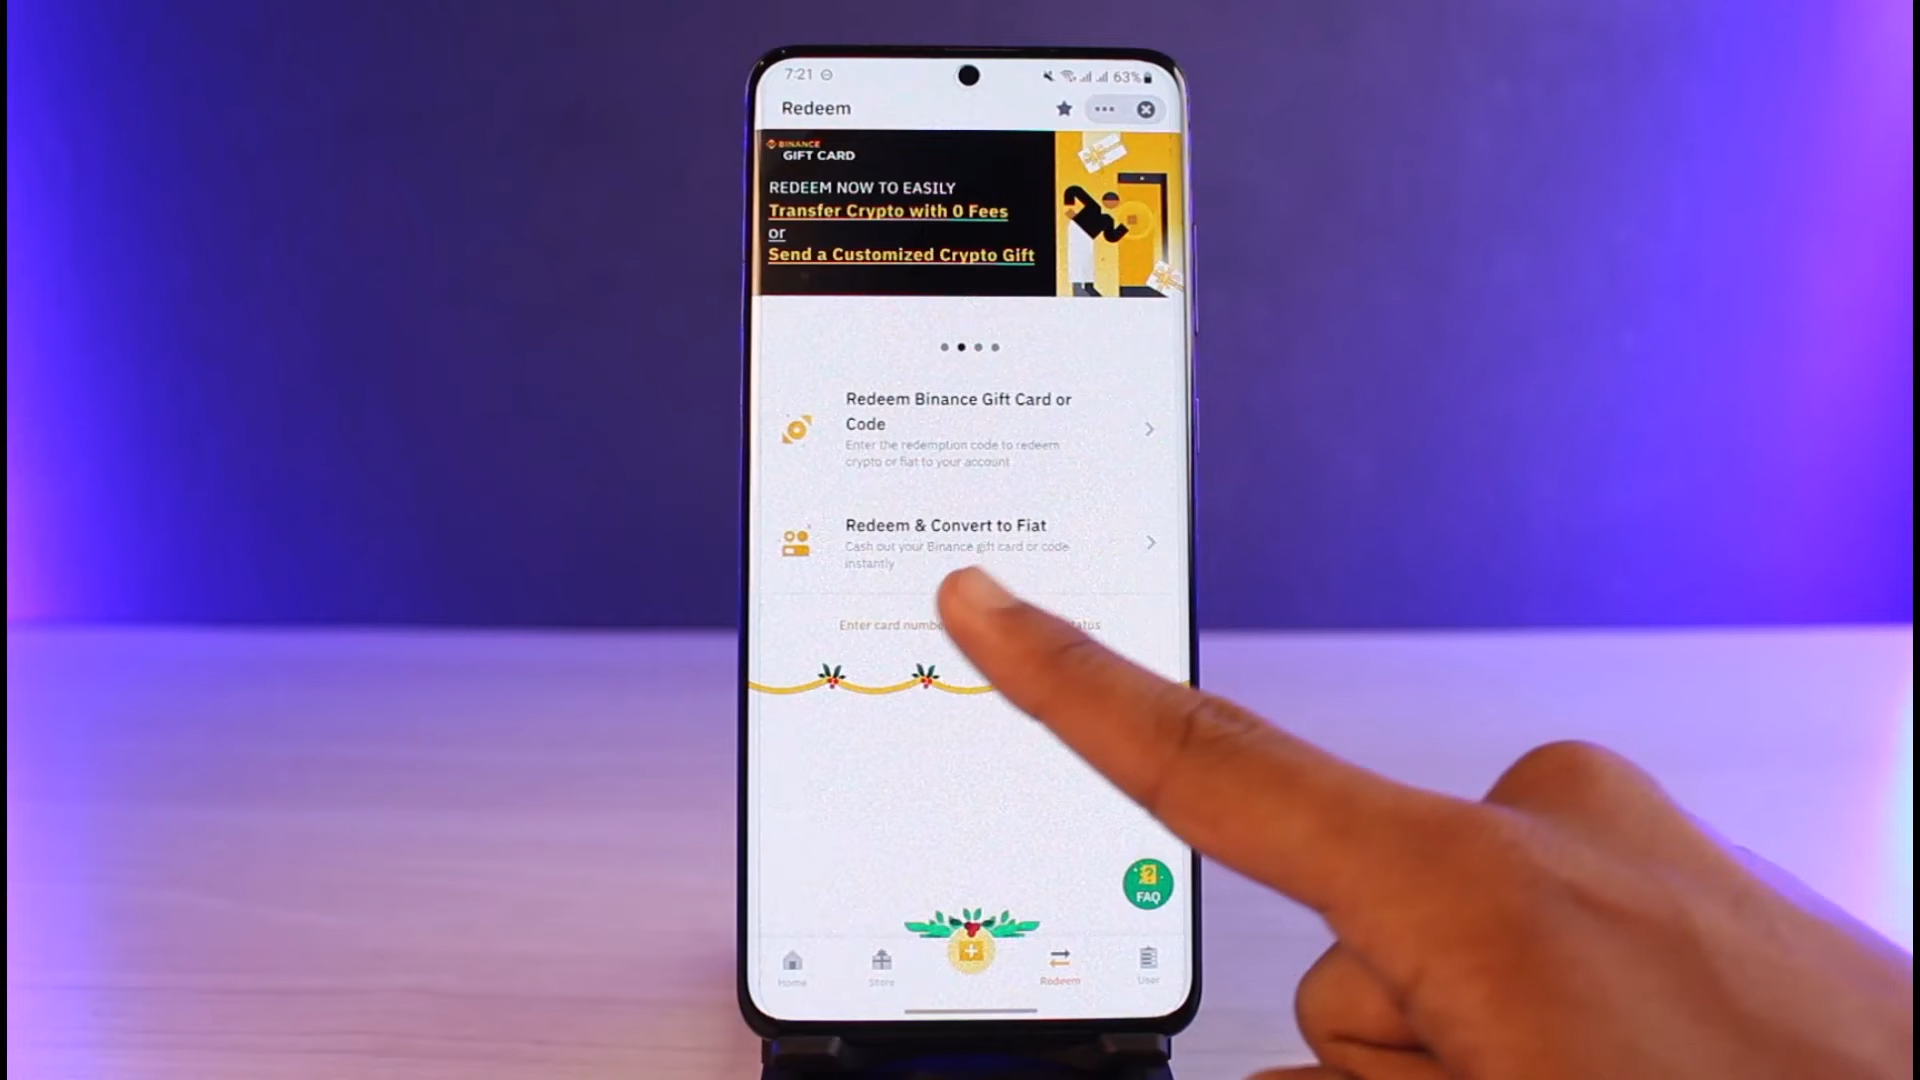 7:21
63%
Redeem
BINANCE
GIFT CARD
REDEEM NOW TO EASILY
Transfer Crypto with 0 Fees
or
Send a Customized Crypto Gift
Redeem Binance Gift Card or
Code
Enter the redemption code to redeem
crypto or fiat to your account
Redeem & Convert to Fiat
Cash out your Binance gift card or code
instantly
Enter card
FAQ
Home
Store
Redeem
User